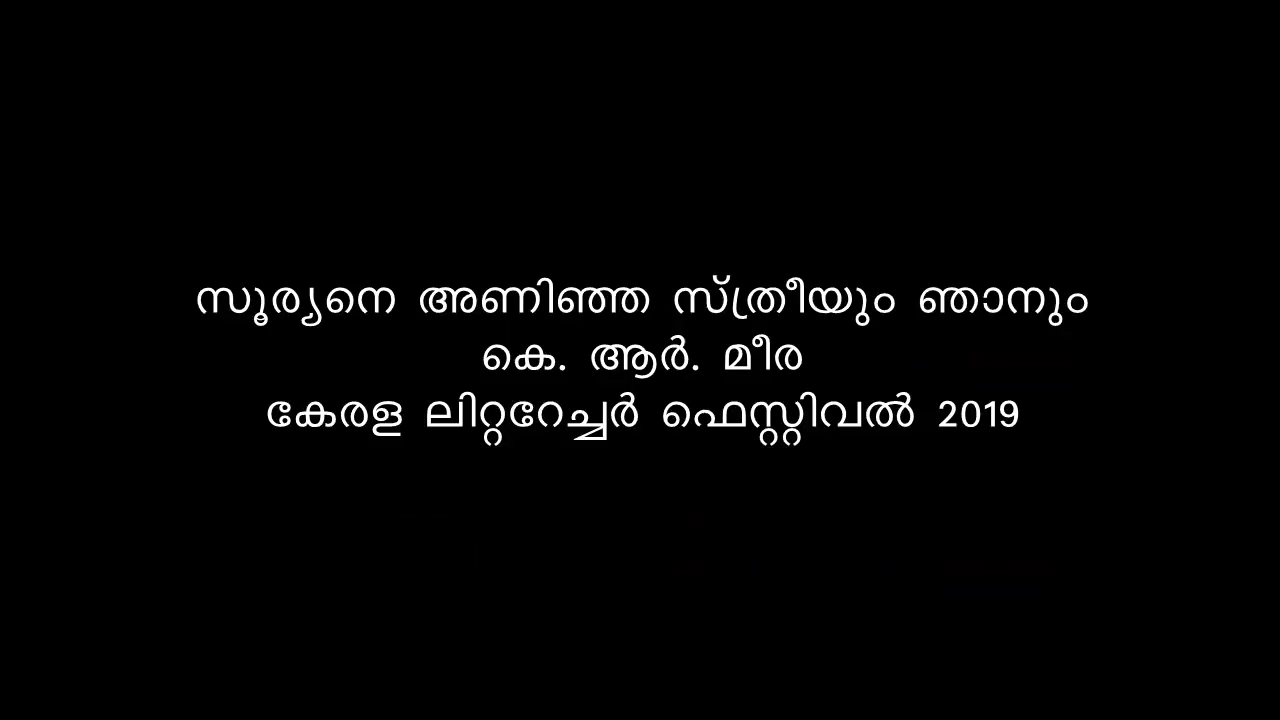 സൂര്യനെ അണിഞ്ഞ സ്ത്രീയും ഞാനും
കെ. ആർ. മീര
കേരള ലിറ്ററേച്ചർ ഫെസ്റ്റിവൽ 2019